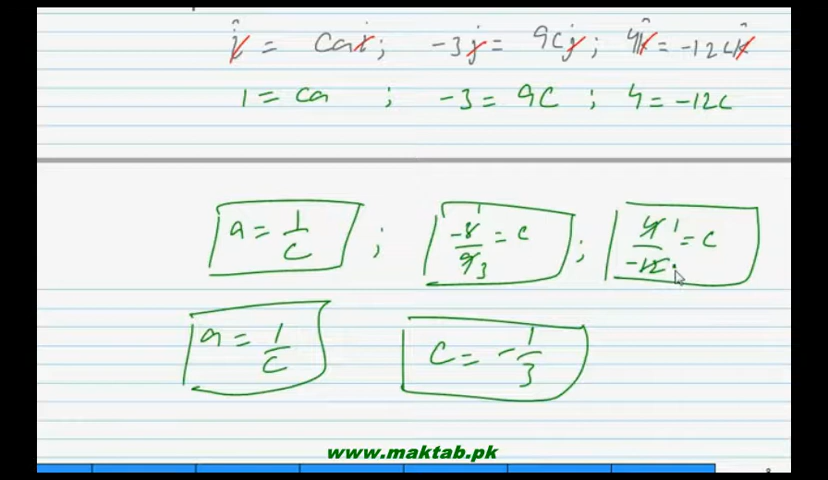 î = caî; -3ĵ = 9cĵ; 4k̂ = -12ck̂
1 = ca ; -3 = 9c ; 4 = -12c
a = 1/c ; -3/9 = c ; 4/-12 = c
a = 1/c c = -1/3
www.maktab.pk